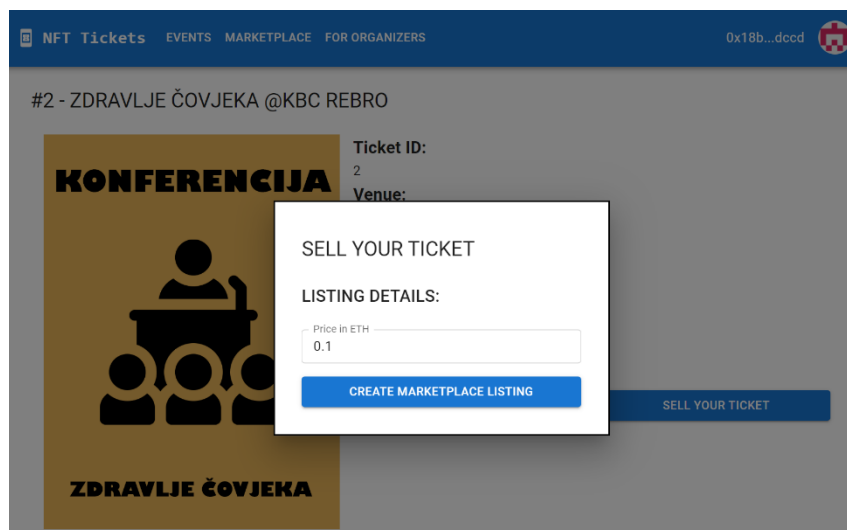 NFT Tickets EVENTS MARKETPLACE FOR ORGANIZERS 0x18b...dccd
#2 - ZDRAVLJE ČOVJEKA @KBC REBRO
KONFERENCIJA
ZDRAVLJE ČOVJEKA
Ticket ID:
2
Venue:
SELL YOUR TICKET
LISTING DETAILS:
Price in ETH
0.1
CREATE MARKETPLACE LISTING
SELL YOUR TICKET